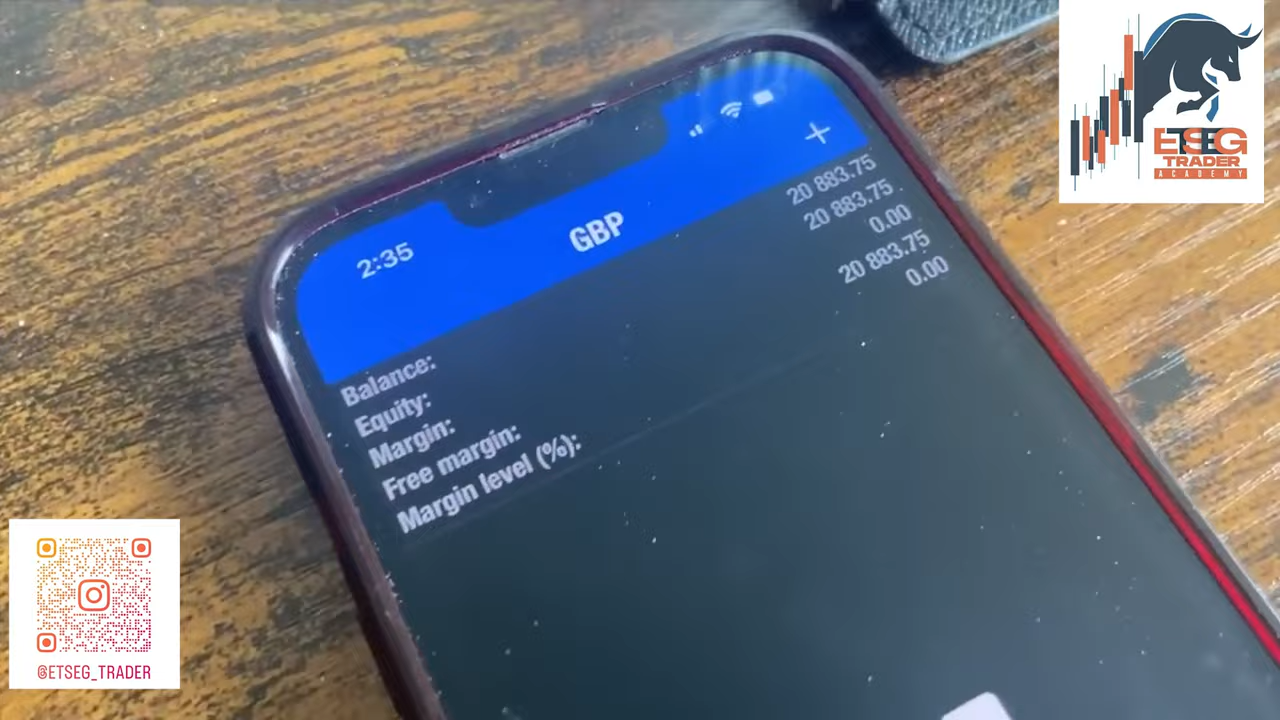 2:35
GBP
Balance: 20 883.75
Equity: 20 883.75
Margin: 0.00
Free margin: 20 883.75
Margin level (%): 0.00
TRADER
ACADEMY
@ETSEG_TRADER